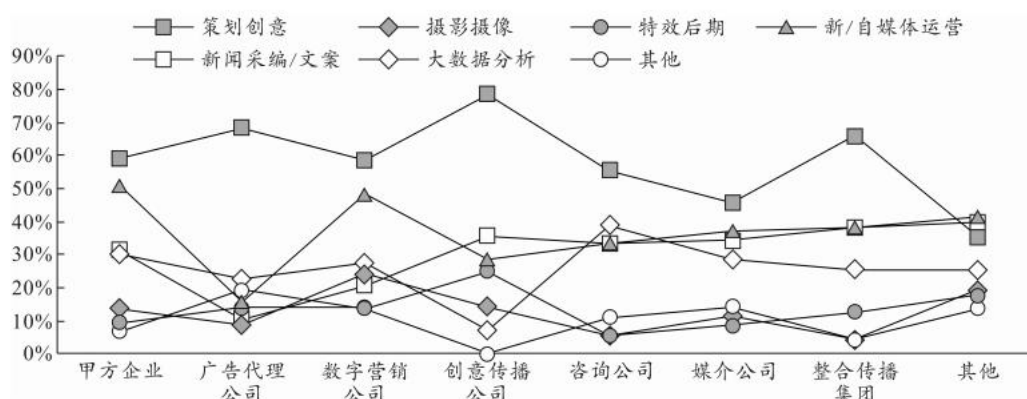 策划创意 摄影摄像 特效后期 新/自媒体运营
新闻采编/文案 大数据分析 其他
90%
80%
70%
60%
50%
40%
30%
20%
10%
0%
甲方企业 广告代理 数字营销 创意传播 咨询公司 媒介公司 整合传播 其他
公司 公司 公司 集团